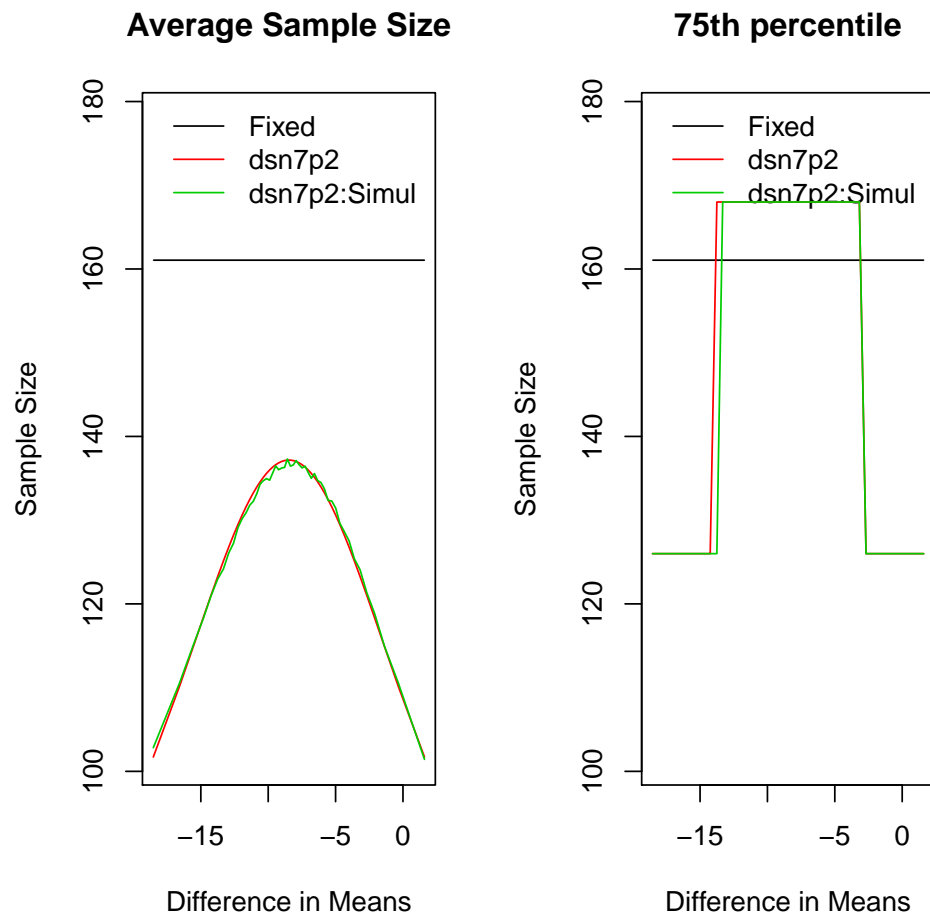 Average Sample Size
180
160
140
120
100
Sample Size
Fixed
dsn7p2
dsn7p2:Simul
−15
−5
0
Difference in Means
75th percentile
180
160
140
120
100
Sample Size
Fixed
dsn7p2
dsn7p2:Simul
−15
−5
0
Difference in Means